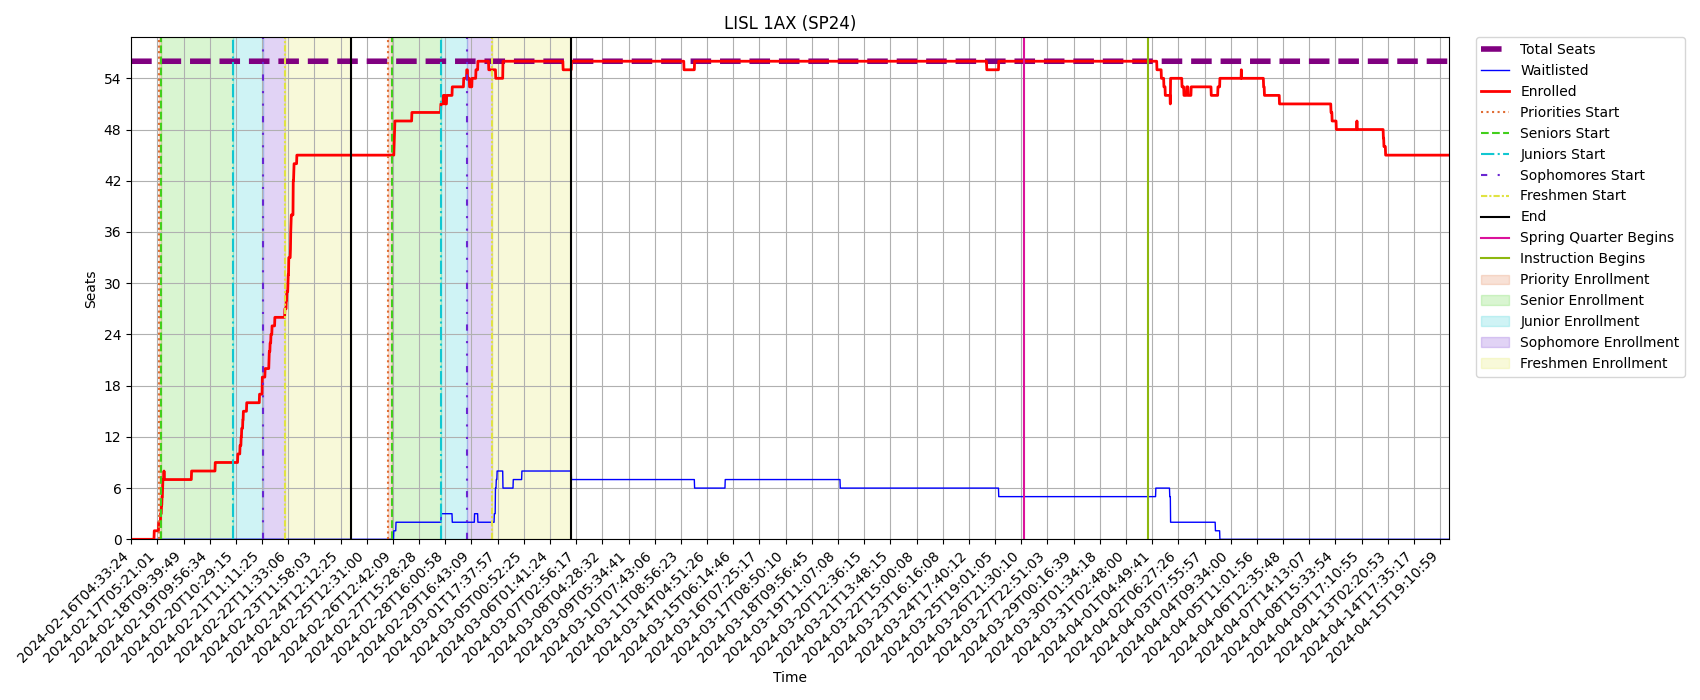 LISL 1AX (SP24)
Seats
54
48
42
36
30
24
18
12
6
0
2024-02-16T04:33:24
2024-02-17T05:21:01
2024-02-18T09:39:49
2024-02-19T09:56:34
2024-02-20T10:29:15
2024-02-21T11:11:25
2024-02-22T11:33:06
2024-02-23T11:58:03
2024-02-24T12:12:25
2024-02-25T12:31:00
2024-02-26T12:42:09
2024-02-27T15:28:28
2024-02-28T16:00:58
2024-02-29T16:43:09
2024-03-01T17:37:57
2024-03-05T00:52:25
2024-03-06T01:41:24
2024-03-07T02:56:17
2024-03-08T04:28:32
2024-03-09T05:34:41
2024-03-10T07:43:06
2024-03-11T08:56:23
2024-03-14T04:51:26
2024-03-15T06:14:46
2024-03-16T07:25:17
2024-03-17T08:50:10
2024-03-18T09:56:45
2024-03-19T11:07:08
2024-03-20T12:36:15
2024-03-21T13:48:15
2024-03-22T15:00:08
2024-03-23T16:16:08
2024-03-24T17:40:12
2024-03-25T19:01:05
2024-03-26T21:30:10
2024-03-27T22:51:03
2024-03-29T00:16:39
2024-03-30T01:34:18
2024-03-31T02:48:00
2024-04-01T04:49:41
2024-04-02T06:27:26
2024-04-03T07:55:57
2024-04-04T09:34:00
2024-04-05T11:01:56
2024-04-06T12:35:48
2024-04-07T14:13:07
2024-04-08T15:33:54
2024-04-09T17:10:55
2024-04-13T02:20:53
2024-04-14T17:35:17
2024-04-15T19:10:59
Time
Total Seats
Waitlisted
Enrolled
Priorities Start
Seniors Start
Juniors Start
Sophomores Start
Freshmen Start
End
Spring Quarter Begins
Instruction Begins
Priority Enrollment
Senior Enrollment
Junior Enrollment
Sophomore Enrollment
Freshmen Enrollment